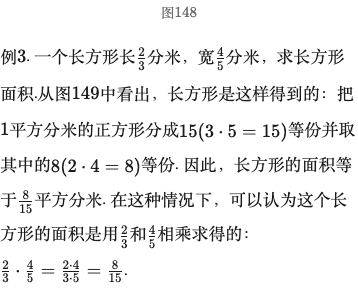 图148
例3. 一个长方形长2/3分米，宽4/5分米，求长方形
面积.从图149中看出，长方形是这样得到的：把
1平方分米的正方形分成15(3·5=15)等份并取
其中的8(2·4=8)等份. 因此，长方形的面积等
于8/15平方分米. 在这种情况下，可以认为这个长
方形的面积是用2/3和4/5相乘求得的：
2/3·4/5=2·4/3·5=8/15.